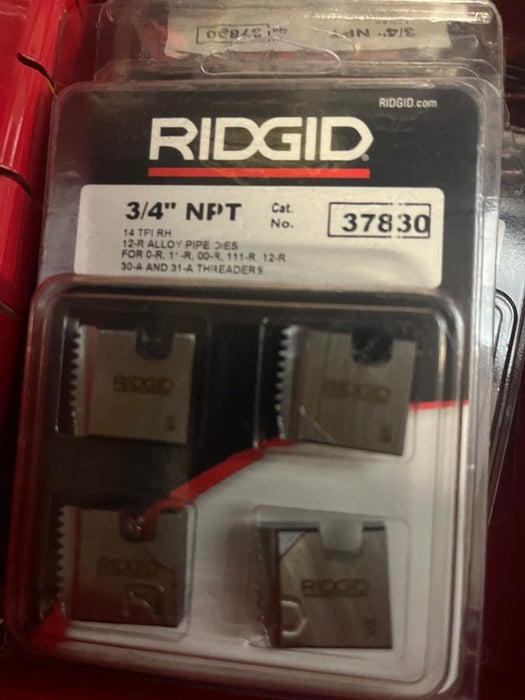 3/4" NPT
37830
RIDGID.com
RIDGID
3/4" NPT Cat. No. 37830
14 TPI RH
12-R ALLOY PIPE DIES
FOR 0-R, 11-R, 00-R, 111-R, 12-R
30-A AND 31-A THREADERS
RIDGID
RIDGID
RIDGID